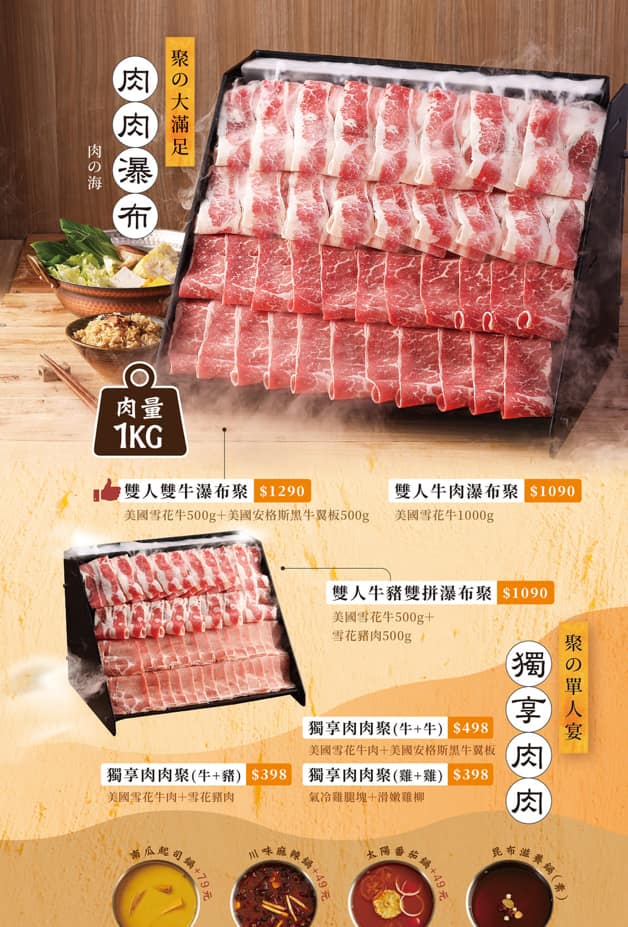 聚の大滿足
肉肉瀑布
肉の海
肉量
1KG
雙人雙牛瀑布聚 $1290
美國雪花牛500g+美國安格斯黑牛翼板500g
雙人牛肉瀑布聚 $1090
美國雪花牛1000g
雙人牛豬雙拼瀑布聚 $1090
美國雪花牛500g+
雪花豬肉500g
聚の單人宴
獨享肉肉
獨享肉肉聚(牛+牛) $498
美國雪花牛肉+美國安格斯黑牛翼板
獨享肉肉聚(牛+豬) $398
美國雪花牛肉+雪花豬肉
獨享肉肉聚(雞+雞) $398
氣冷雞腿塊+滑嫩雞柳
南瓜起司鍋+79元
川味麻辣鍋+49元
太陽番茄鍋+49元
昆布滋養鍋(素)